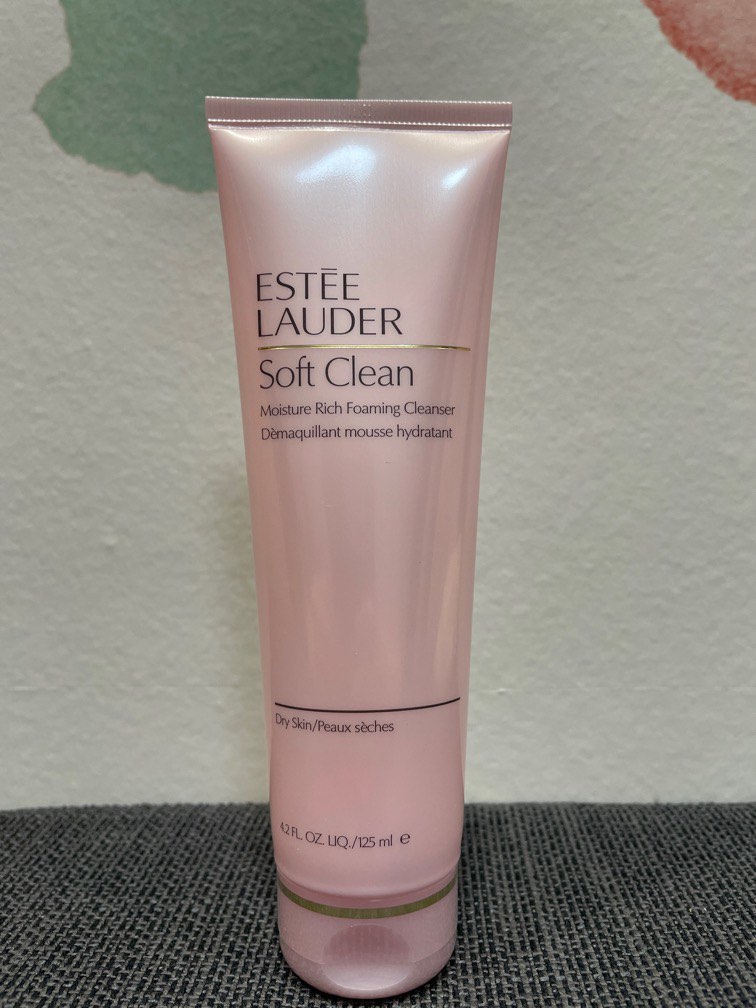 ESTĒE
LAUDER
Soft Clean
Moisture Rich Foaming Cleanser
Dèmaquillant mousse hydratant
Dry Skin/Peaux sèches
4.2 FL. OZ. LIQ./125 ml ℮